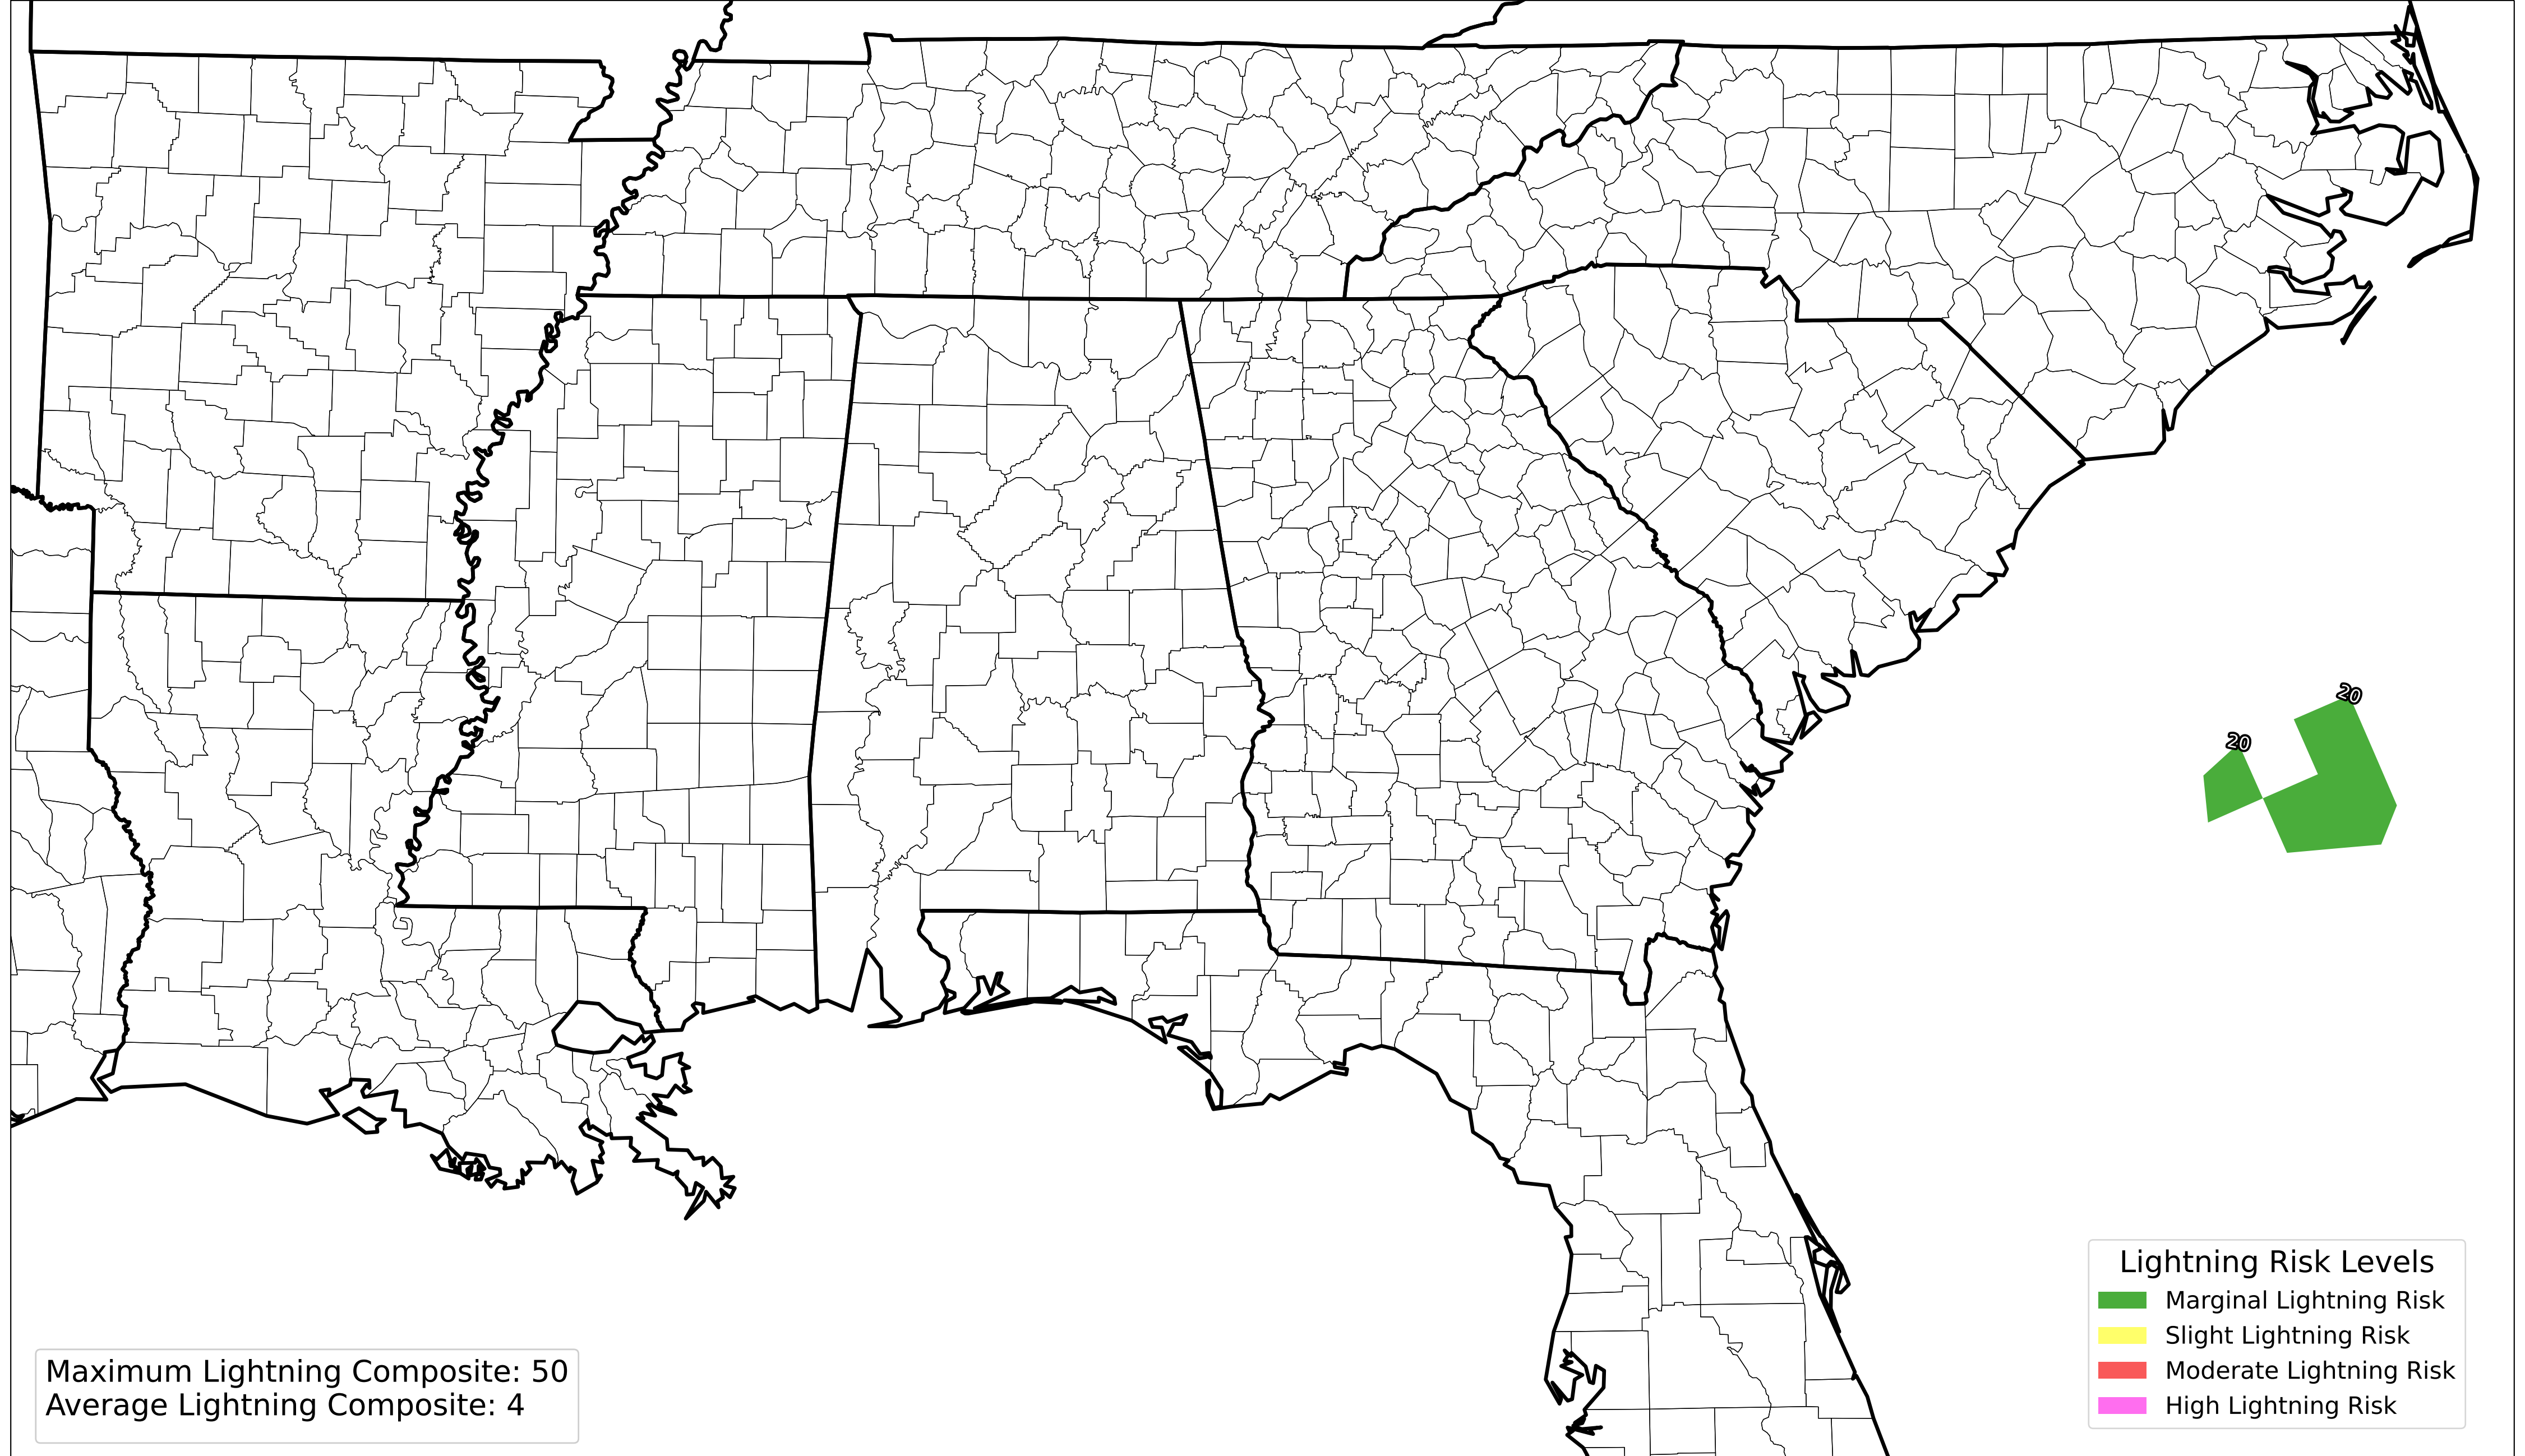 20
20
Lightning Risk Levels
Marginal Lightning Risk
Slight Lightning Risk
Moderate Lightning Risk
High Lightning Risk
Maximum Lightning Composite: 50
Average Lightning Composite: 4